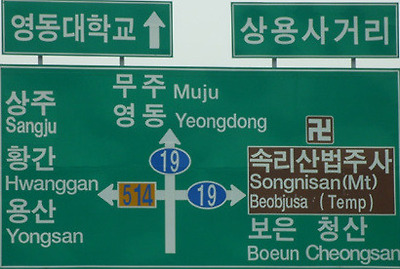 영동대학교
상용사거리
무주 Muju
영동 Yeongdong
상주
Sangju
황간
Hwanggan
용산
Yongsan
19
514
19
卍
속리산법주사
Songnisan(Mt)
Beobjusa (Temp)
보은 청산
Boeun Cheongsan